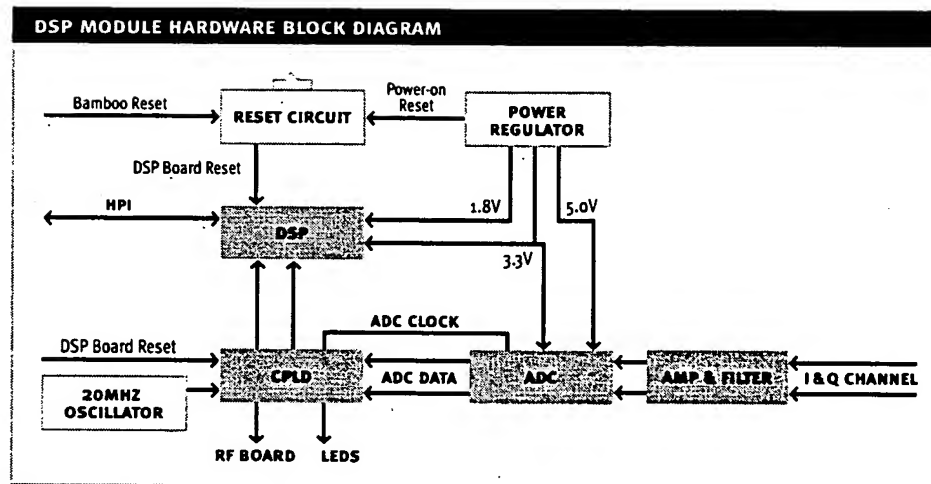 DSP MODULE HARDWARE BLOCK DIAGRAM
Bamboo Reset
RESET CIRCUIT
Power-on
Reset
POWER
REGULATOR
DSP Board Reset
HPI
1.8V
5.0V
DSP
3.3V
ADC CLOCK
DSP Board Reset
CPLD
ADC DATA
ADC
AMP & FILTER
I & Q CHANNEL
20MHZ
OSCILLATOR
RF BOARD
LEDS